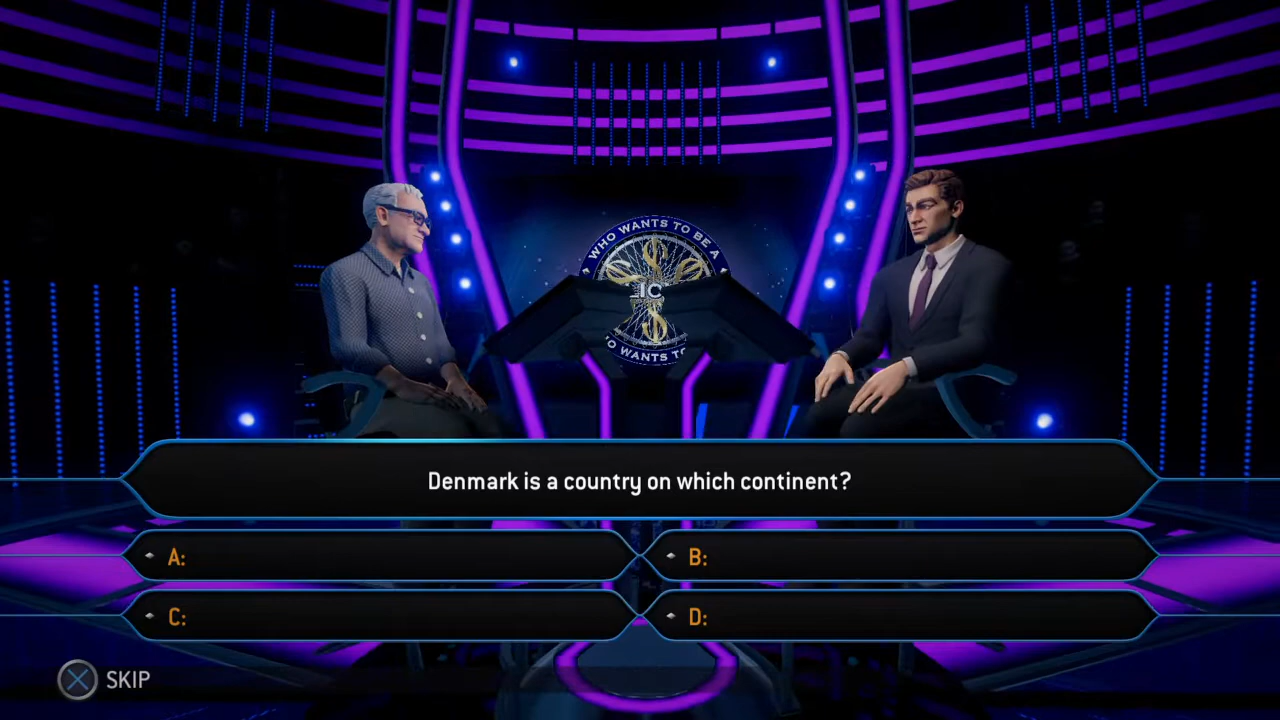 WHO WANTS TO BE A
O WANTS TO
Denmark is a country on which continent?
A:
B:
C:
D:
SKIP